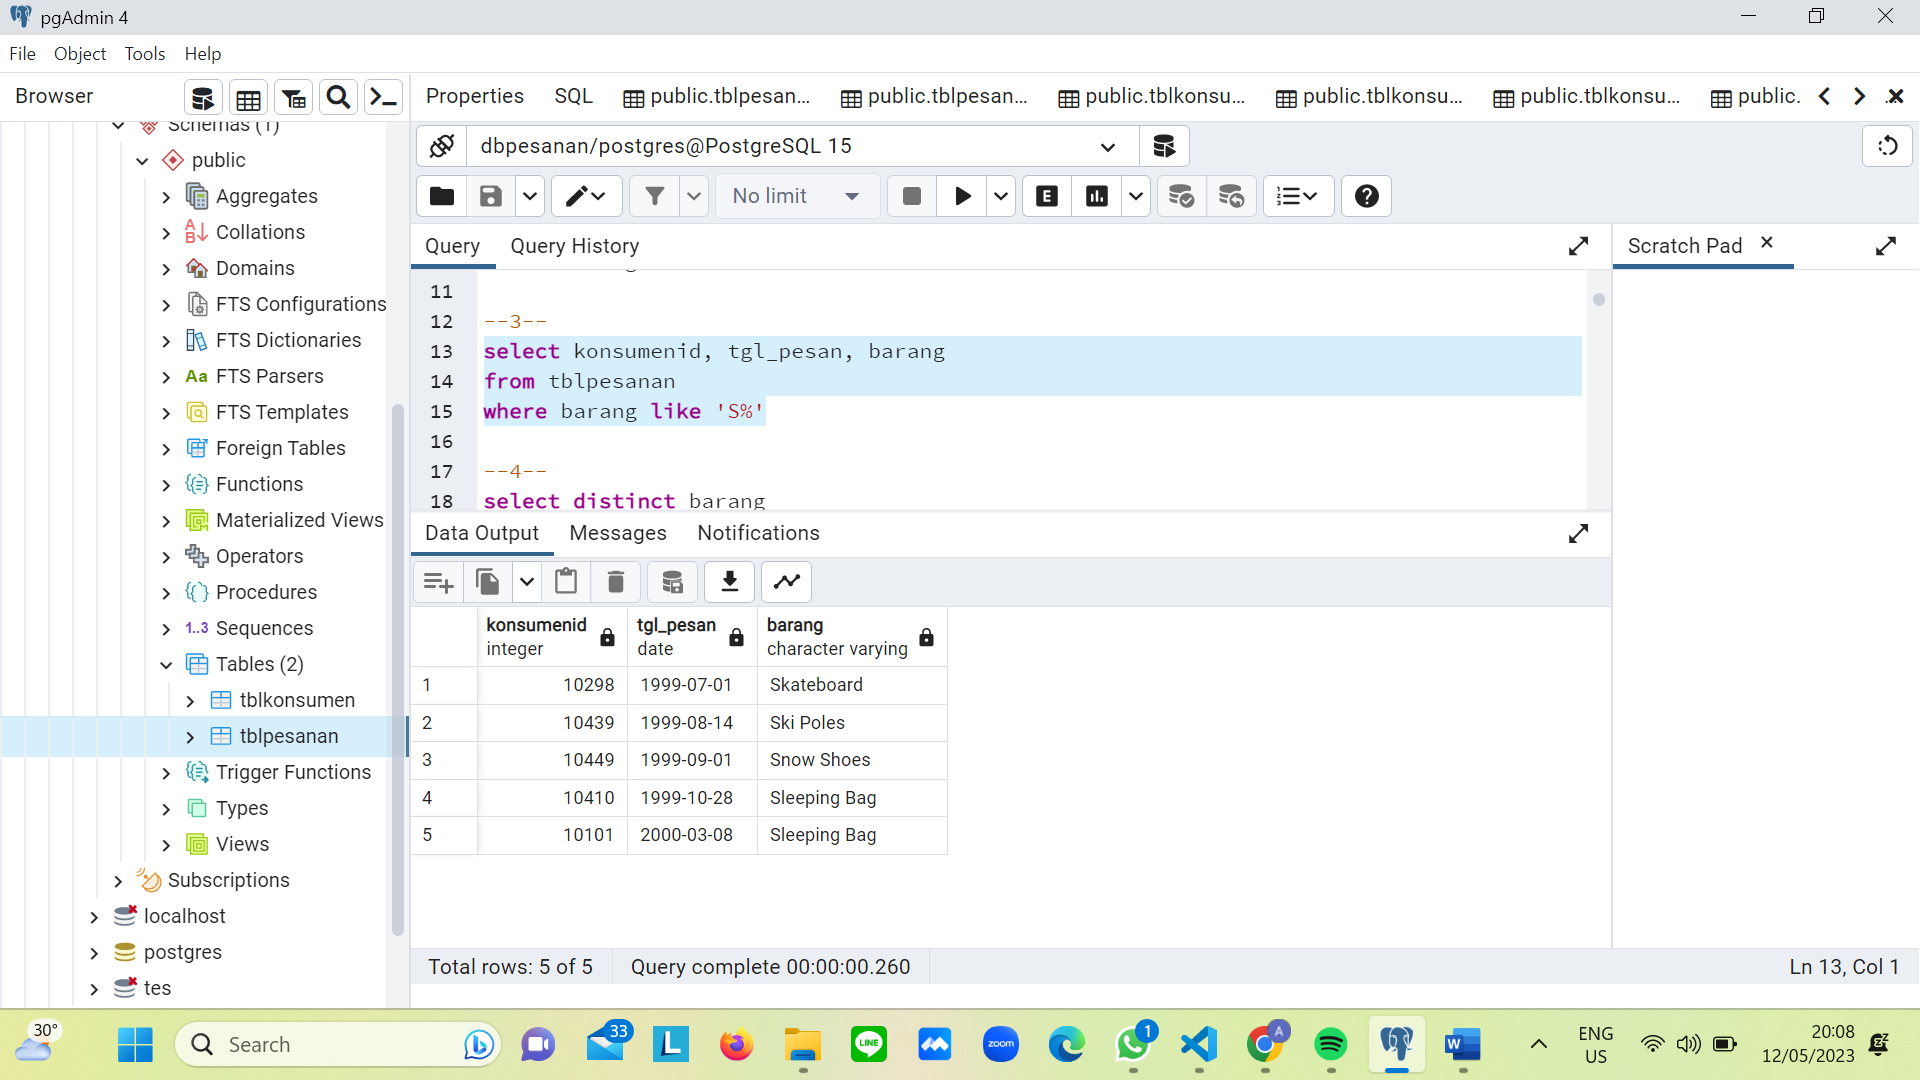 pgAdmin 4
File Object Tools Help
Browser
Properties SQL public.tblpesan... public.tblpesan... public.tblkonsu... public.tblkonsu... public.tblkonsu... public.
Schemas (1)
public
Aggregates
Collations
Domains
FTS Configurations
FTS Dictionaries
Aa FTS Parsers
FTS Templates
Foreign Tables
Functions
Materialized Views
Operators
Procedures
1..3 Sequences
Tables (2)
tblkonsumen
tblpesanan
Trigger Functions
Types
Views
Subscriptions
localhost
postgres
tes
dbpesanan/postgres@PostgreSQL 15
No limit
E
Query Query History
Scratch Pad
11
12 --3--
13 select konsumenid, tgl_pesan, barang
14 from tblpesanan
15 where barang like 'S%'
16
17 --4--
18 select distinct barang
Data Output Messages Notifications
konsumenid tgl_pesan barang
integer date character varying
1 10298 1999-07-01 Skateboard
2 10439 1999-08-14 Ski Poles
3 10449 1999-09-01 Snow Shoes
4 10410 1999-10-28 Sleeping Bag
5 10101 2000-03-08 Sleeping Bag
Total rows: 5 of 5 Query complete 00:00:00.260 Ln 13, Col 1
30°
Search
33
L
LINE
zoom
1
A
W
ENG
US
20:08
12/05/2023